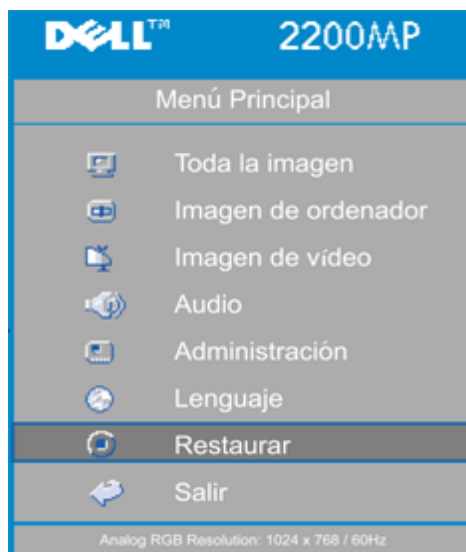 DELL™ 2200MP
Menú Principal
Toda la imagen
Imagen de ordenador
Imagen de vídeo
Audio
Administración
Lenguaje
Restaurar
Salir
Analog RGB Resolution: 1024 x 768 / 60Hz